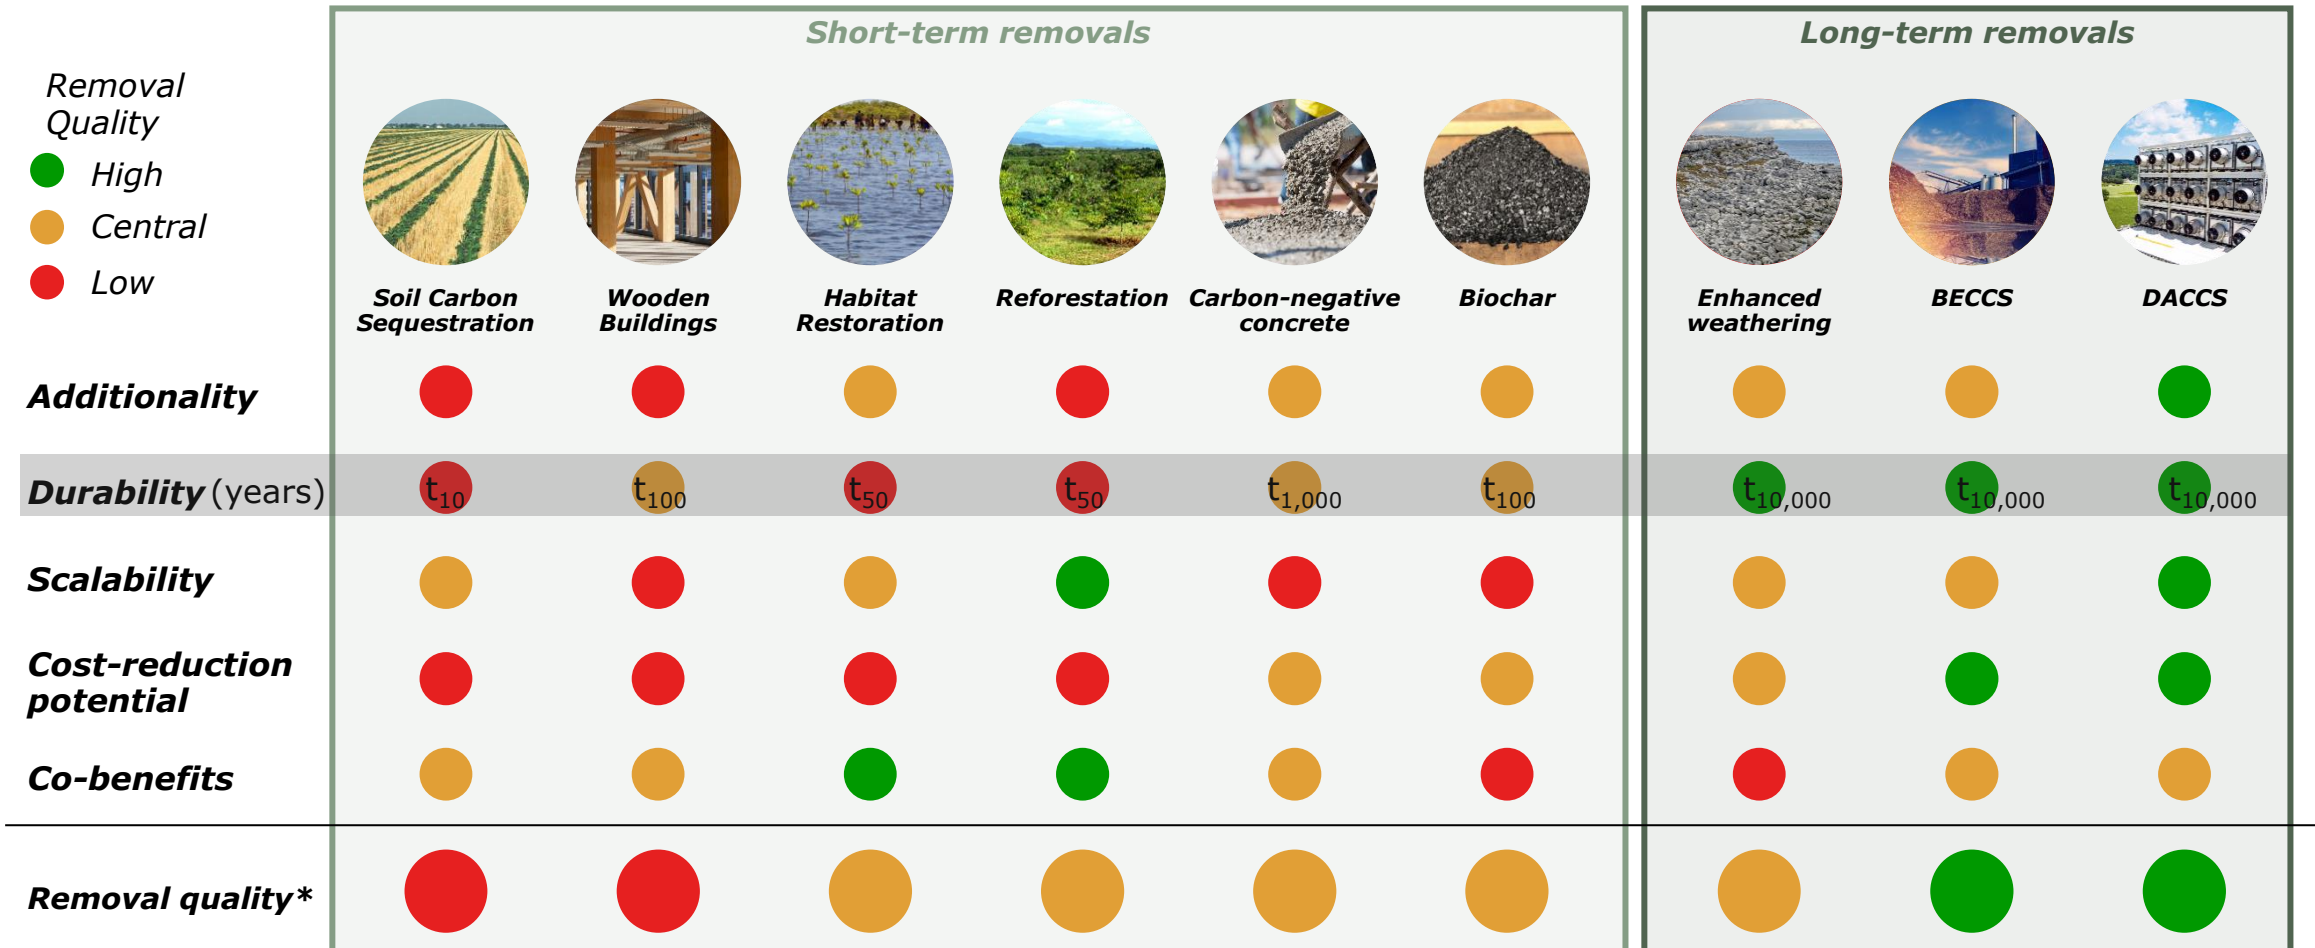 Short-term removals
Long-term removals
Removal
Quality
High
Central
Low
Soil Carbon
Sequestration
Wooden
Buildings
Habitat
Restoration
Reforestation
Carbon-negative
concrete
Biochar
Enhanced
weathering
BECCS
DACCS
Additionality
Durability (years) t10 t100 t50 t50 t1,000 t100 t10,000 t10,000 t10,000
Scalability
Cost-reduction
potential
Co-benefits
Removal quality*